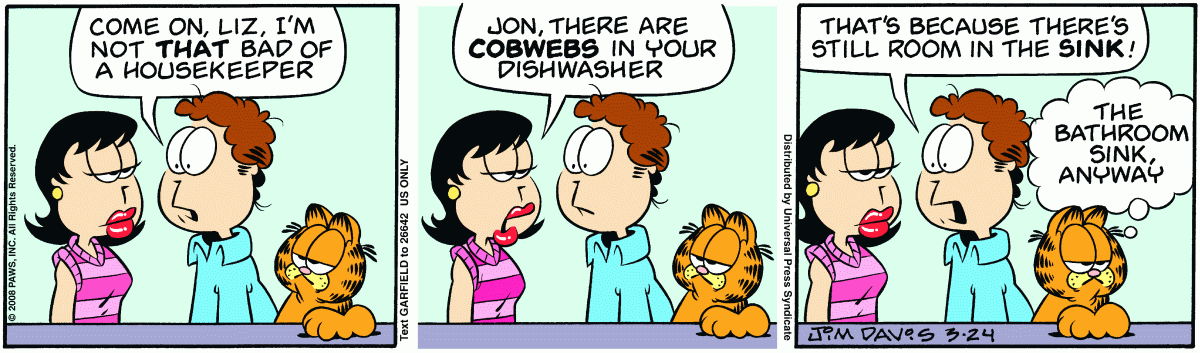 COME ON, LIZ, I'M
NOT THAT BAD OF
A HOUSEKEEPER
© 2008 PAWS, INC. All Rights Reserved.
Text GARFIELD to 26642 US ONLY
JON, THERE ARE
COBWEBS IN YOUR
DISHWASHER
Distributed by Universal Press Syndicate
THAT'S BECAUSE THERE'S
STILL ROOM IN THE SINK!
THE
BATHROOM
SINK,
ANYWAY
JIM DAVIS 3-24